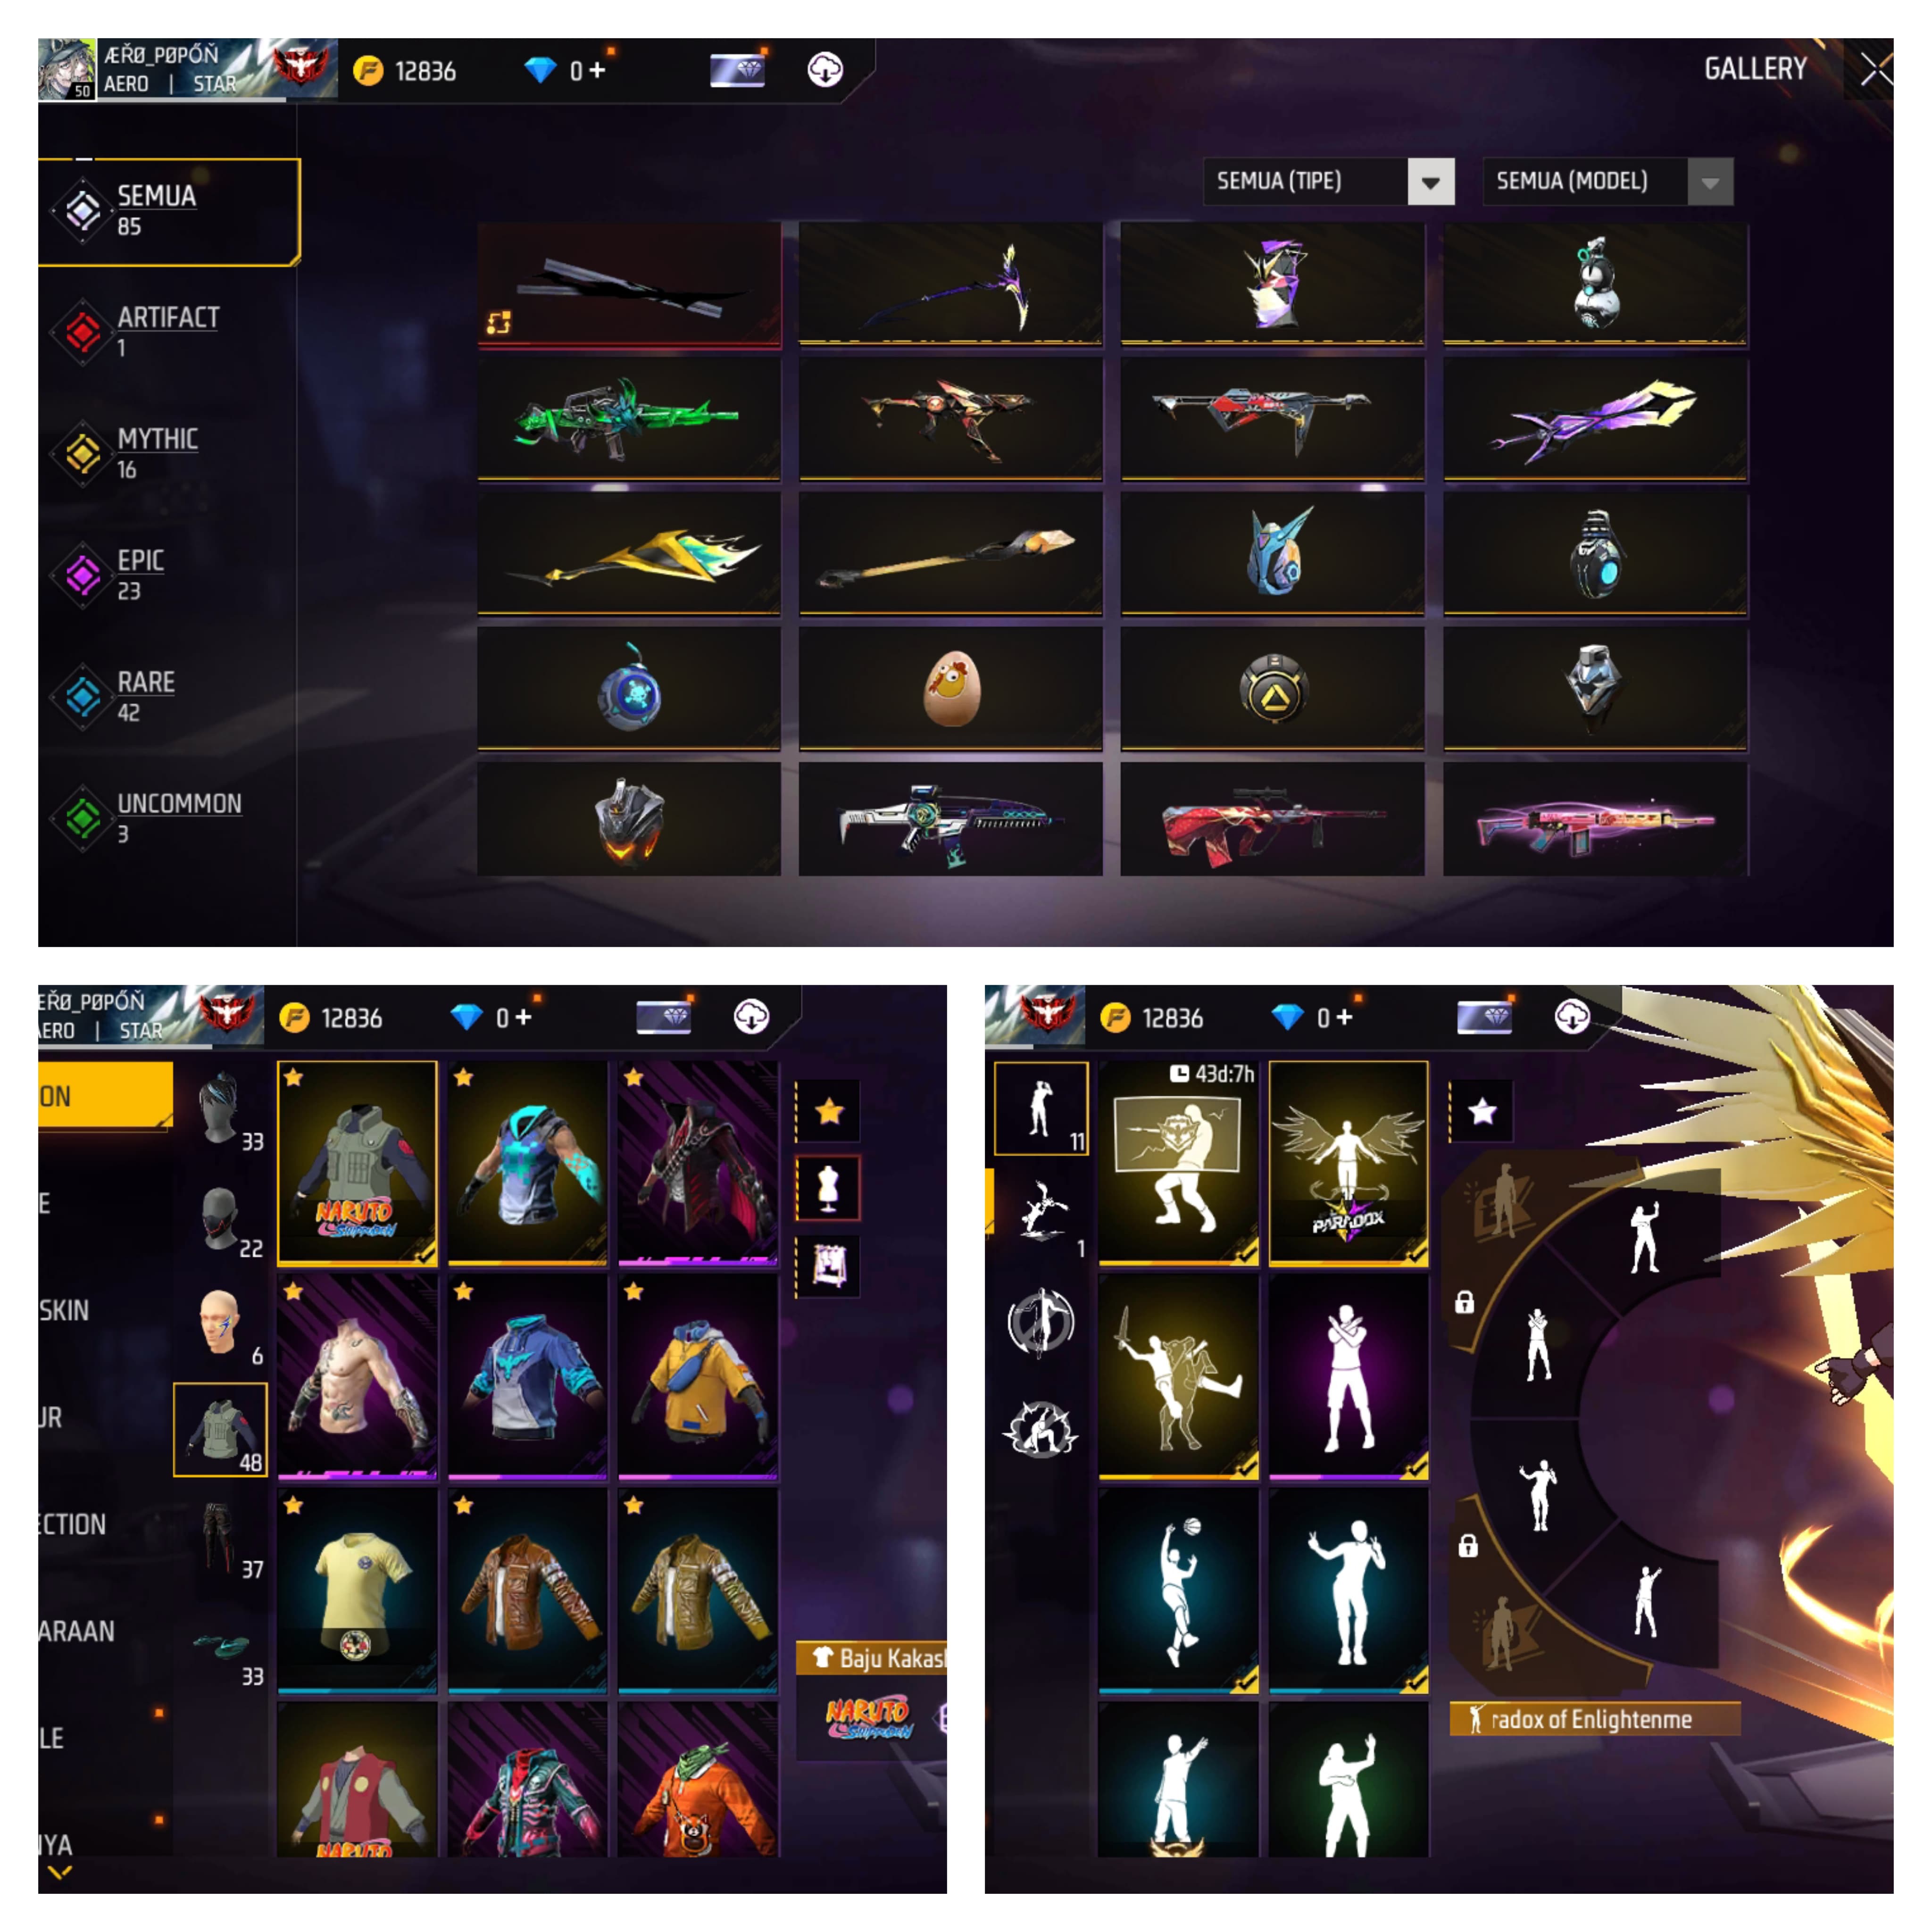 ÆŘØ_PØPŐŇ
50
AERO | STAR
12836
0 +
GALLERY
SEMUA
85
ARTIFACT
1
MYTHIC
16
EPIC
23
RARE
42
UNCOMMON
3
SEMUA (TIPE)
SEMUA (MODEL)
EŘØ_PØPŐŇ
AERO | STAR
12836
0 +
ON
E
SKIN
UR
ECTION
ARAAN
LE
NYA
33
22
6
48
37
33
NARUTO
SHIPPUDEN
NARUTO
Baju Kakas
NARUTO
SHIPPUDEN
12836
0 +
11
1
43d:7h
PARADOX
radox of Enlightenme